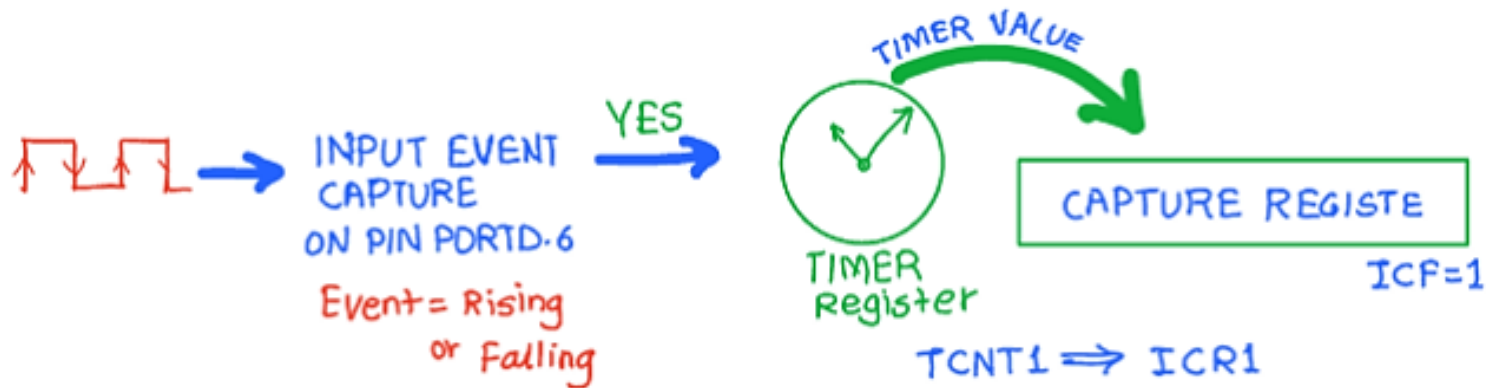 INPUT EVENT
CAPTURE
ON PIN PORTD.6
Event = Rising
or Falling
YES
TIMER VALUE
TIMER
Register
CAPTURE REGISTE
ICF=1
TCNT1 ⇒ ICR1